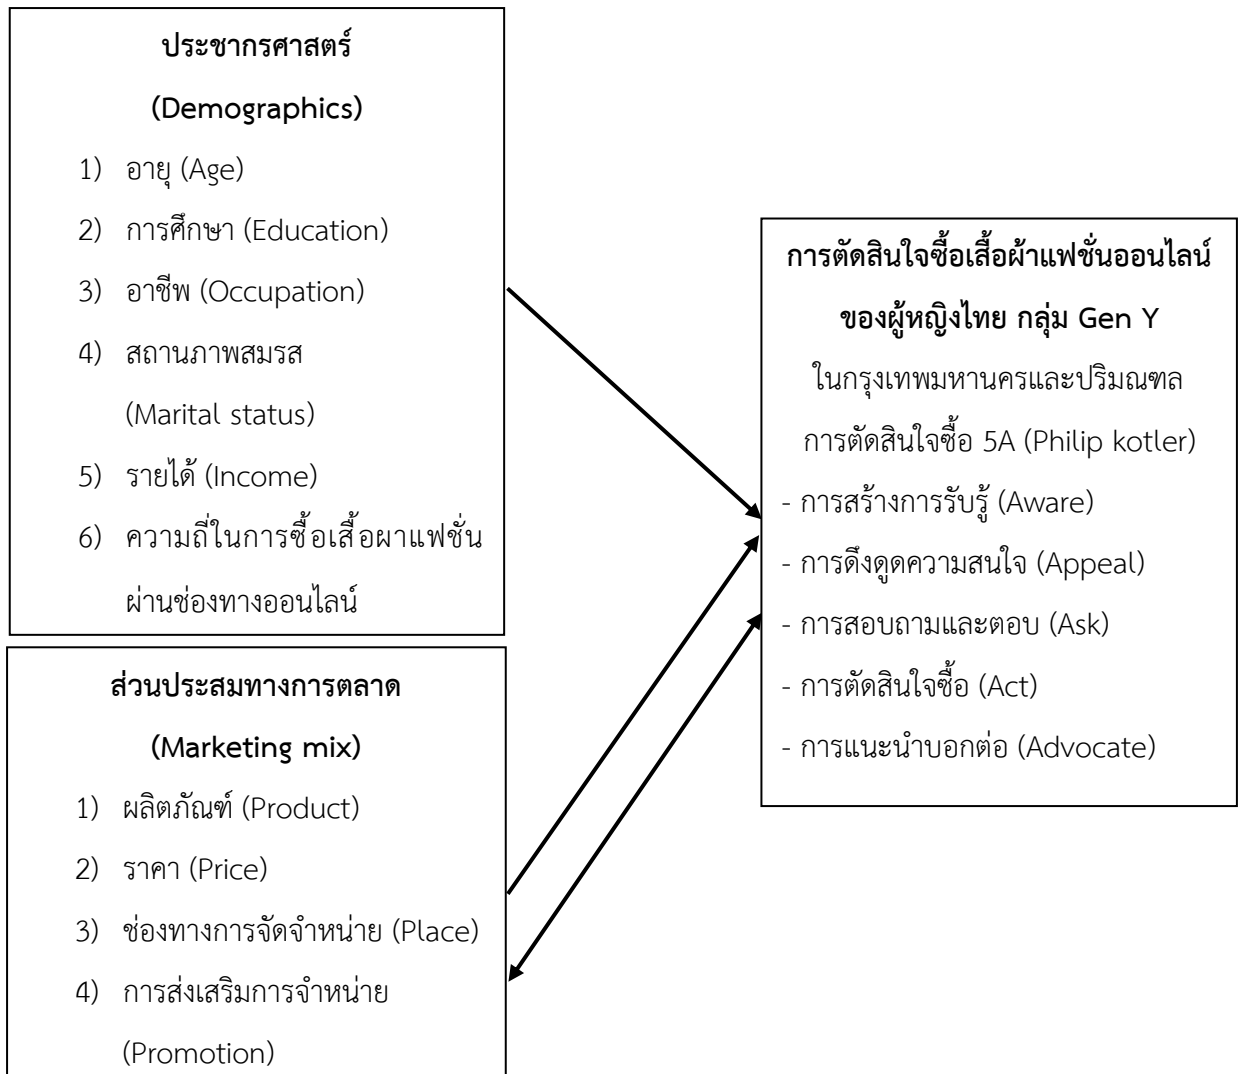 ประชากรศาสตร์
(Demographics)
1) อายุ (Age)
2) การศึกษา (Education)
3) อาชีพ (Occupation)
4) สถานภาพสมรส
(Marital status)
5) รายได้ (Income)
6) ความถี่ในการซื้อเสื้อผาแฟชั่น
ผ่านช่องทางออนไลน์
ส่วนประสมทางการตลาด
(Marketing mix)
1) ผลิตภัณฑ์ (Product)
2) ราคา (Price)
3) ช่องทางการจัดจำหน่าย (Place)
4) การส่งเสริมการจำหน่าย
(Promotion)
การตัดสินใจซื้อเสื้อผ้าแฟชั่นออนไลน์
ของผู้หญิงไทย กลุ่ม Gen Y
ในกรุงเทพมหานครและปริมณฑล
การตัดสินใจซื้อ 5A (Philip kotler)
- การสร้างการรับรู้ (Aware)
- การดึงดูดความสนใจ (Appeal)
- การสอบถามและตอบ (Ask)
- การตัดสินใจซื้อ (Act)
- การแนะนำบอกต่อ (Advocate)